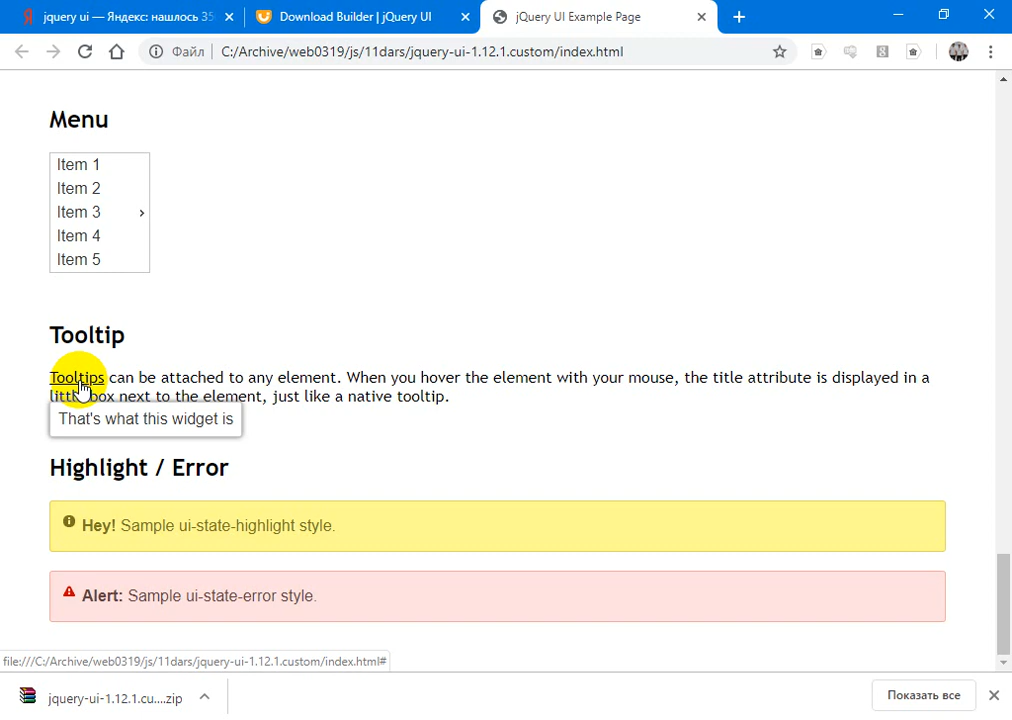 Я jquery ui — Яндекс: нашлось 35
Download Builder | jQuery UI
jQuery UI Example Page
Файл
C:/Archive/web0319/js/11dars/jquery-ui-1.12.1.custom/index.html
Menu
Item 1
Item 2
Item 3
Item 4
Item 5
Tooltip
Tooltips can be attached to any element. When you hover the element with your mouse, the title attribute is displayed in a
little box next to the element, just like a native tooltip.
That's what this widget is
Highlight / Error
Hey! Sample ui-state-highlight style.
Alert: Sample ui-state-error style.
file:///C:/Archive/web0319/js/11dars/jquery-ui-1.12.1.custom/index.html#
jquery-ui-1.12.1.cu....zip
Показать все